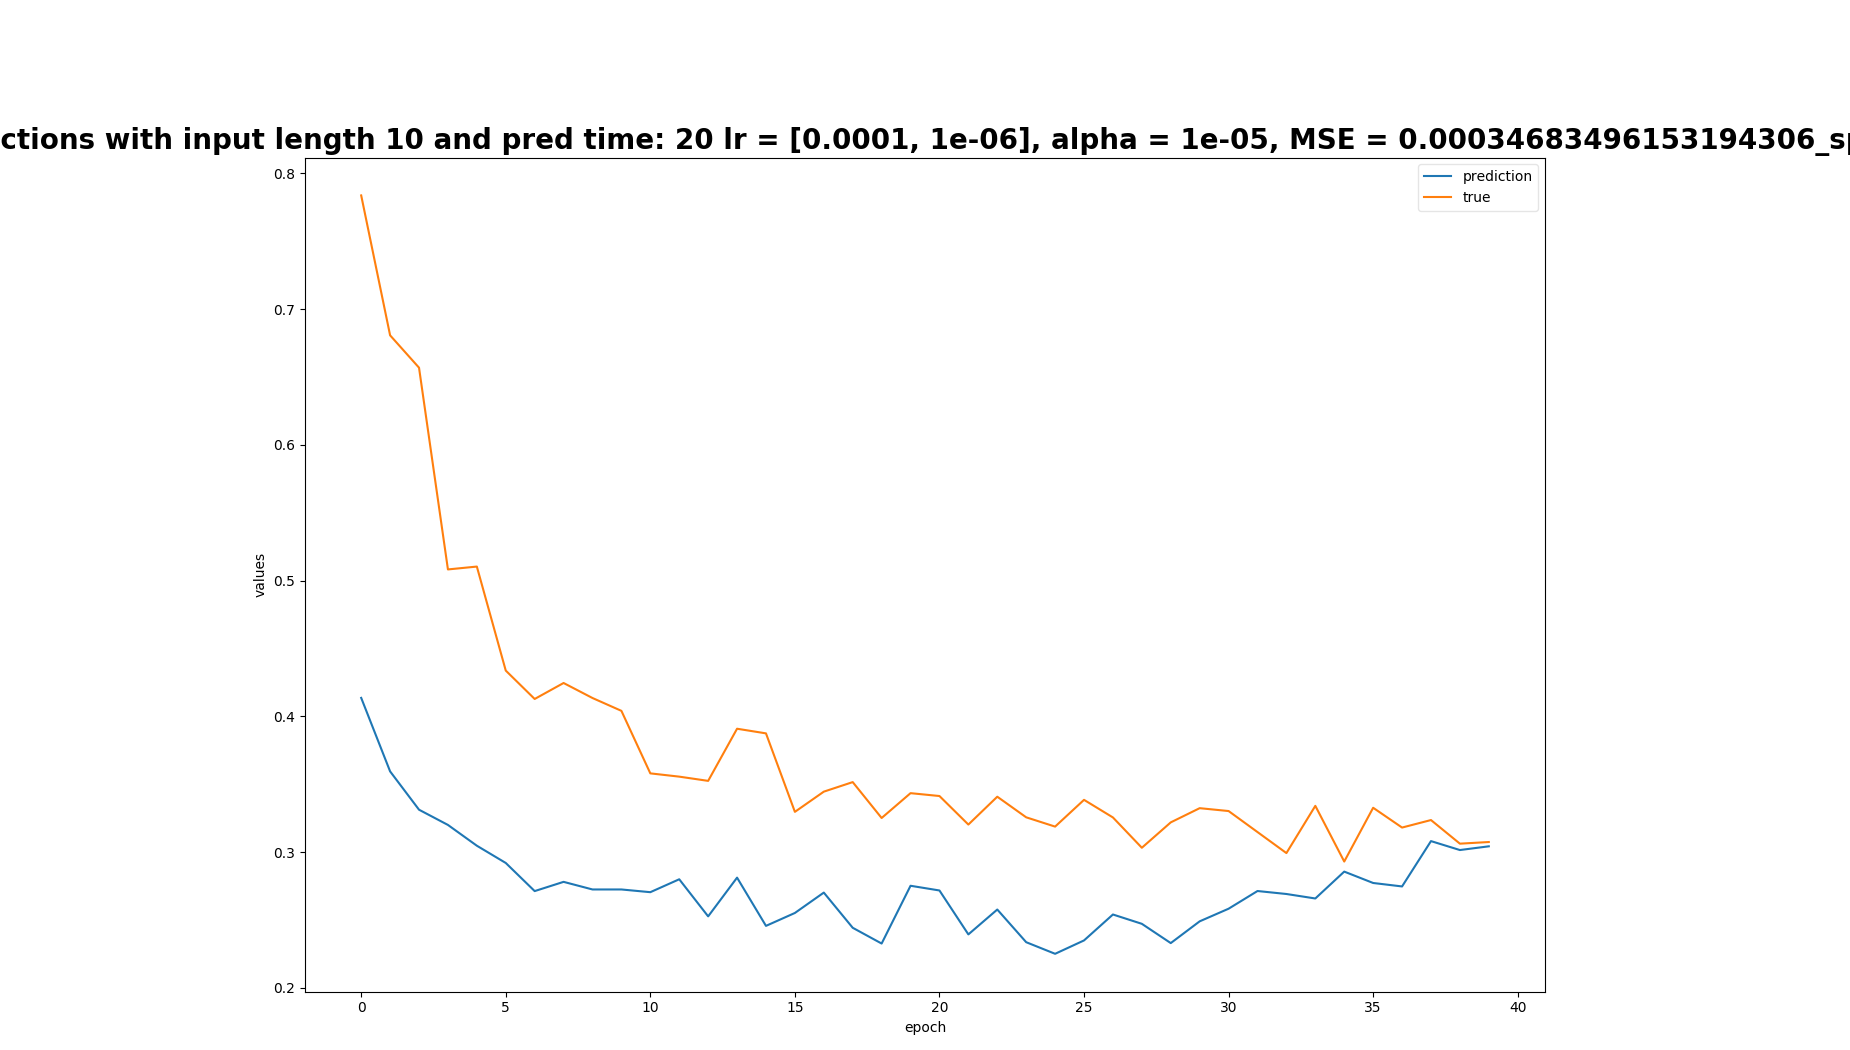 ctions with input length 10 and pred time: 20 lr = [0.0001, 1e-06], alpha = 1e-05, MSE = 0.00034683496153194306_sp
prediction
true
0.8
0.7
0.6
0.5
0.4
0.3
0.2
values
0 5 10 15 20 25 30 35 40
epoch